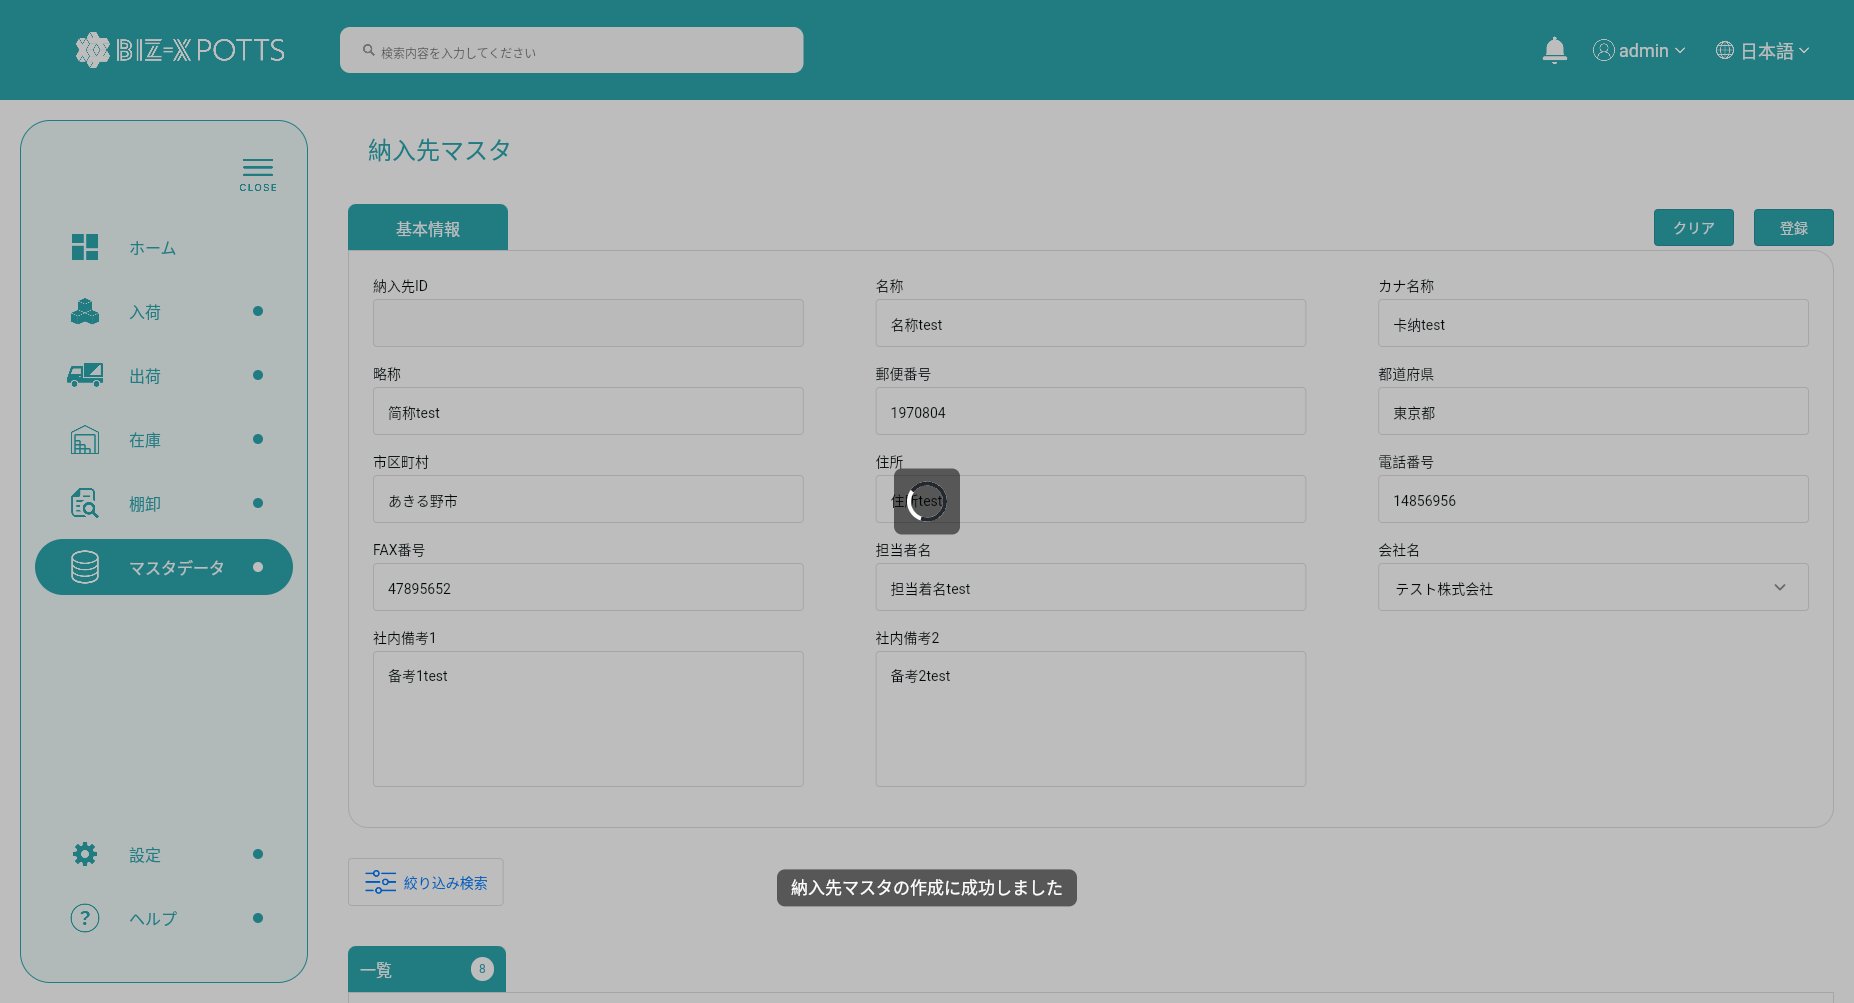 BIZ=X POTTS
検索内容を入力してください
admin
日本語
CLOSE
ホーム
入荷
出荷
在庫
棚卸
マスタデータ
設定
ヘルプ
納入先マスタ
基本情報
クリア
登録
納入先ID
名称
カナ名称
名称test
卡纳test
略称
郵便番号
都道府県
简称test
1970804
東京都
市区町村
住所
電話番号
あきる野市
住所test
14856956
FAX番号
担当者名
会社名
47895652
担当着名test
テスト株式会社
社内備考1
社内備考2
备考1test
备考2test
絞り込み検索
納入先マスタの作成に成功しました
一覧
8